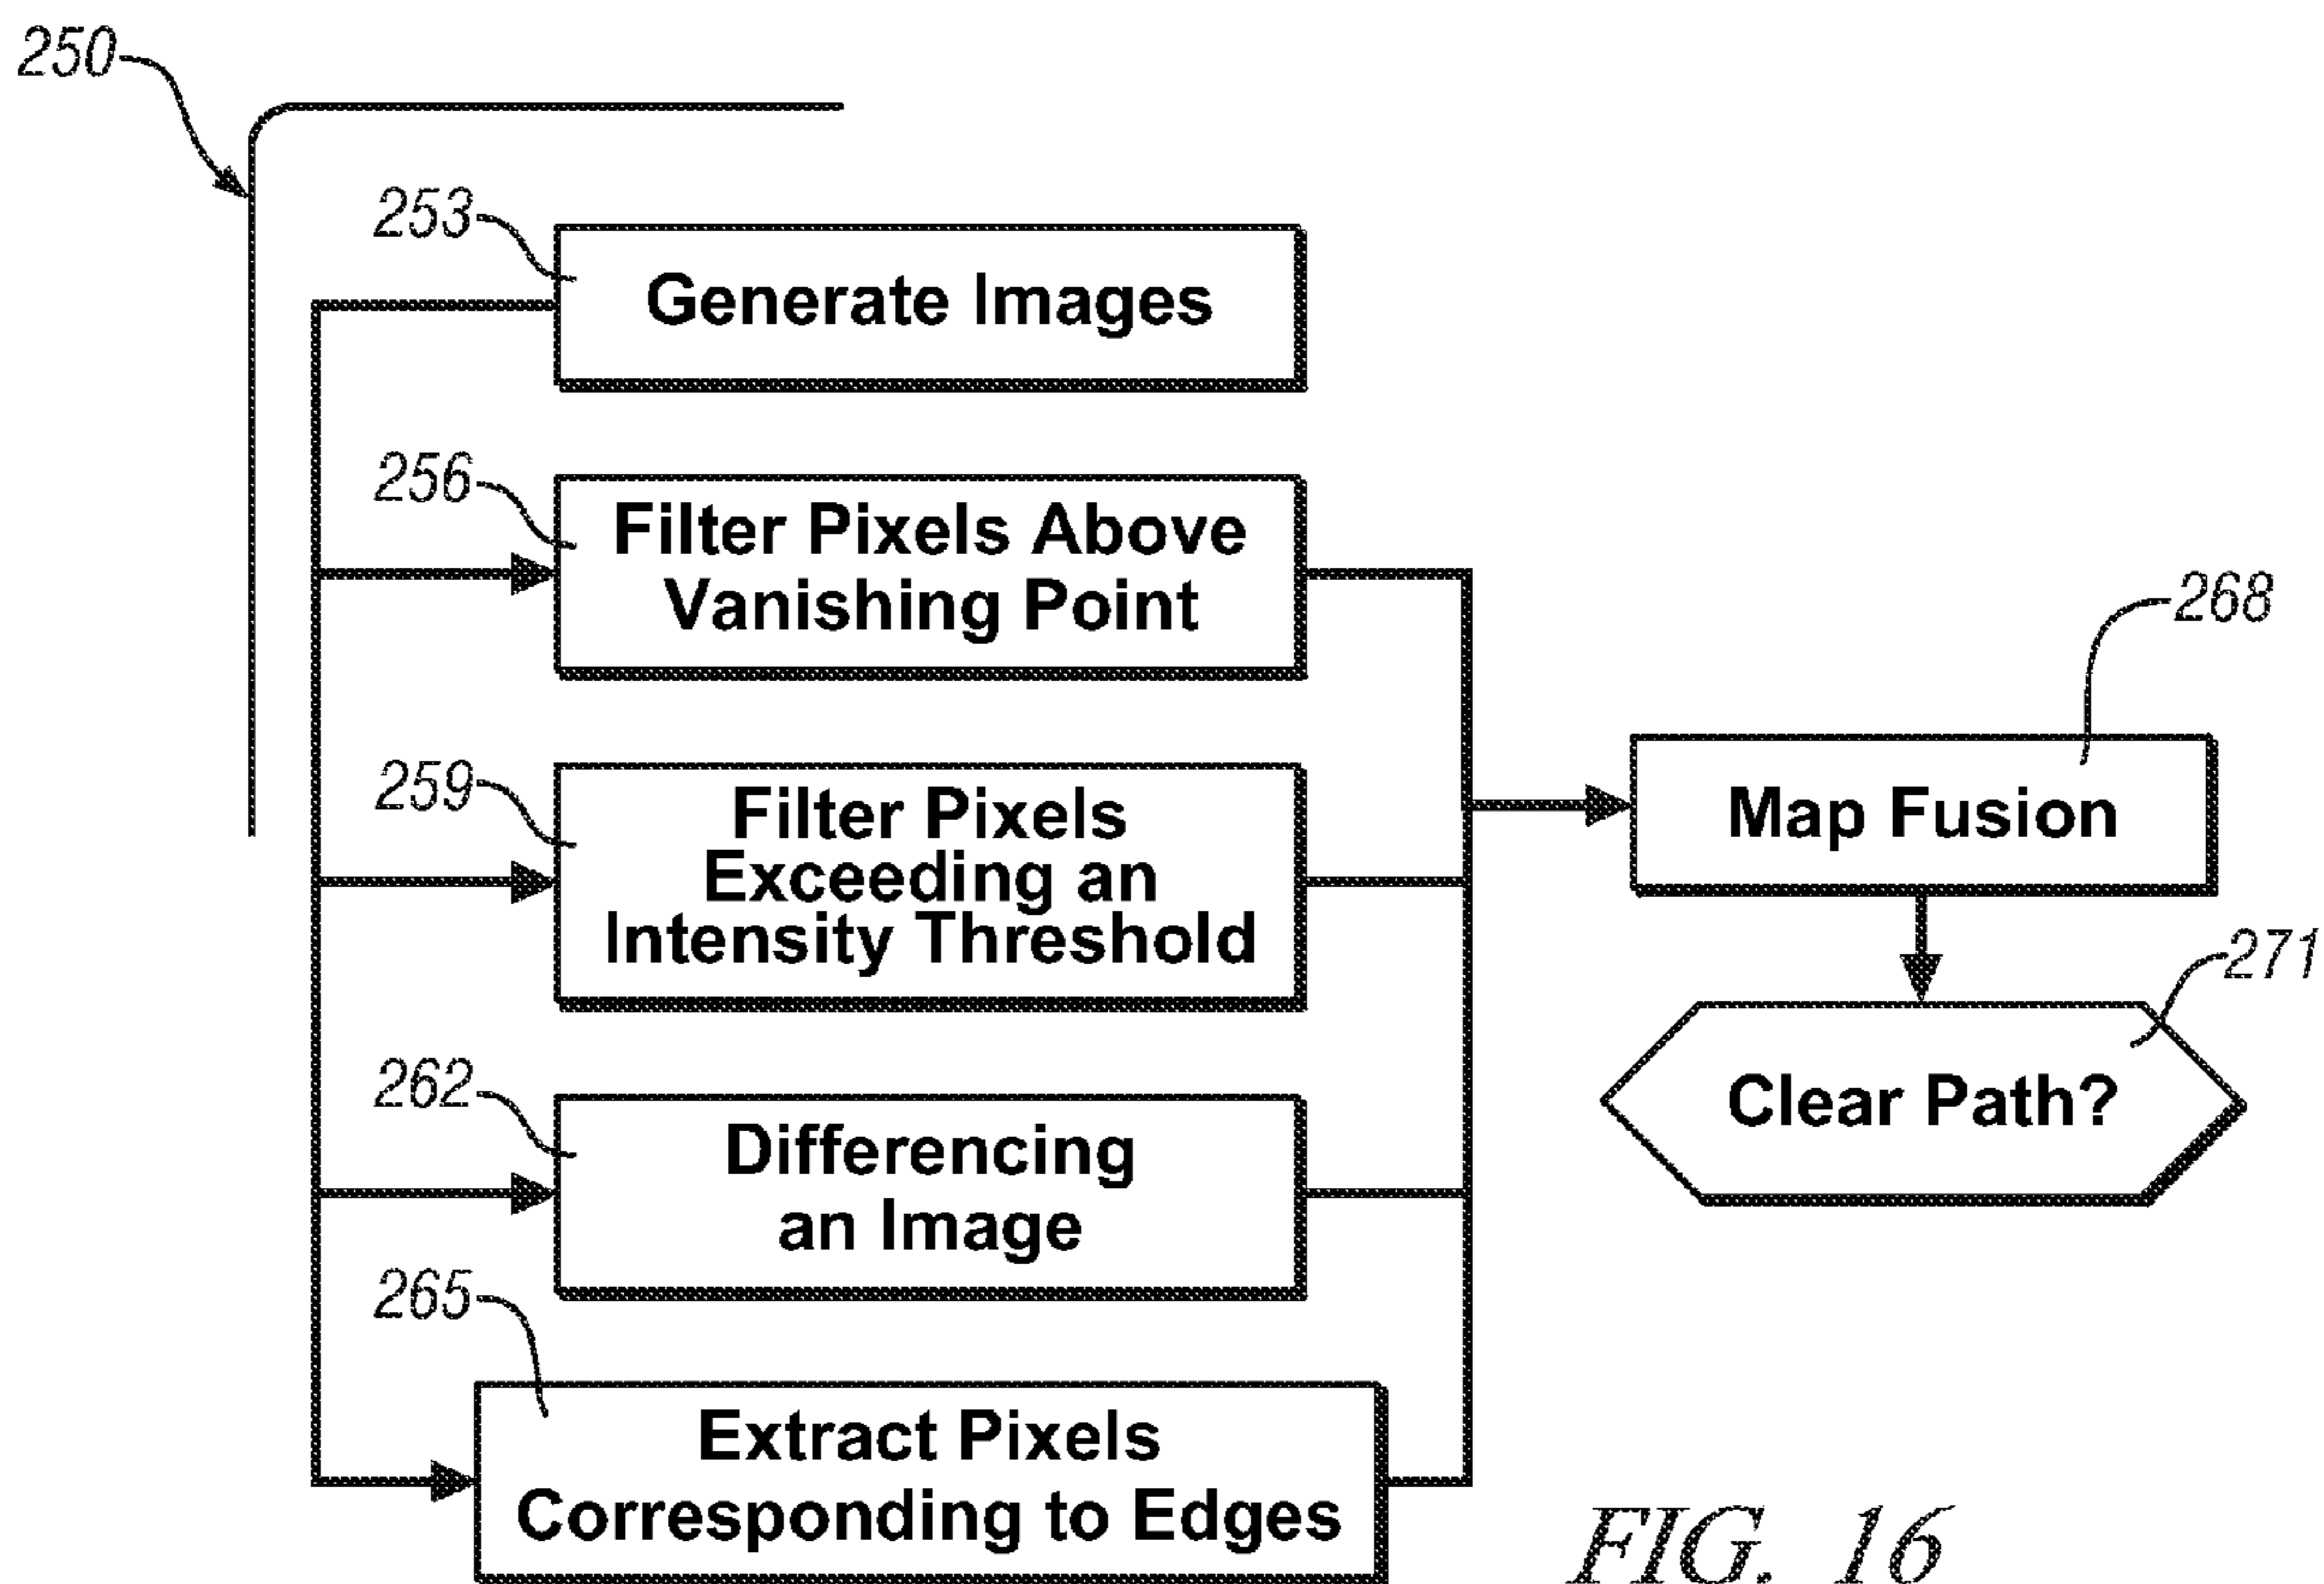 250
253
Generate Images
256
Filter Pixels Above
Vanishing Point
259
Filter Pixels
Exceeding an
Intensity Threshold
262
Differencing
an Image
265
Extract Pixels
Corresponding to Edges
268
Map Fusion
271
Clear Path?
FIG. 16